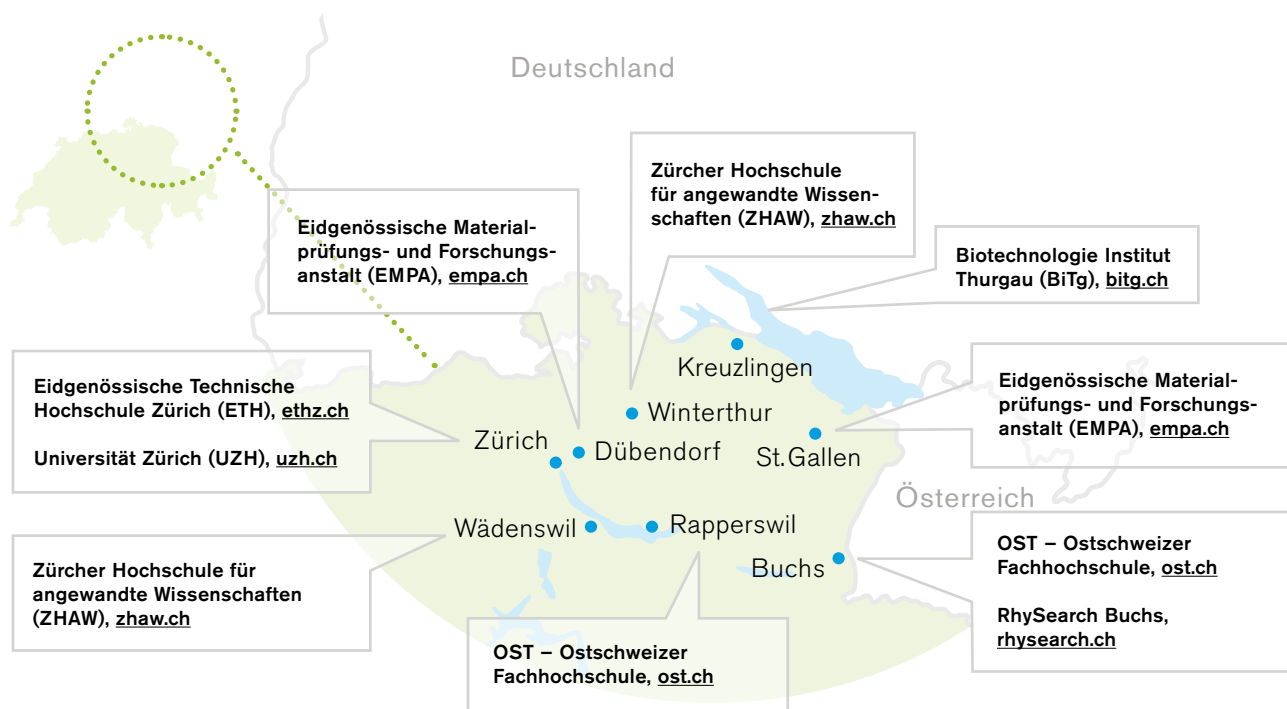 Deutschland
Zürcher Hochschule
für angewandte Wissen-
schaften (ZHAW), zhaw.ch
Eidgenössische Material-
prüfungs- und Forschungs-
anstalt (EMPA), empa.ch
Biotechnologie Institut
Thurgau (BiTg), bitg.ch
Kreuzlingen
Eidgenössische Technische
Hochschule Zürich (ETH), ethz.ch
Universität Zürich (UZH), uzh.ch
Eidgenössische Material-
prüfungs- und Forschungs-
anstalt (EMPA), empa.ch
Winterthur
Zürich
Dübendorf
St. Gallen
Österreich
Wädenswil
Rapperswil
Buchs
Zürcher Hochschule für
angewandte Wissenschaften
(ZHAW), zhaw.ch
OST – Ostschweizer
Fachhochschule, ost.ch
RhySearch Buchs,
rhysearch.ch
OST – Ostschweizer
Fachhochschule, ost.ch